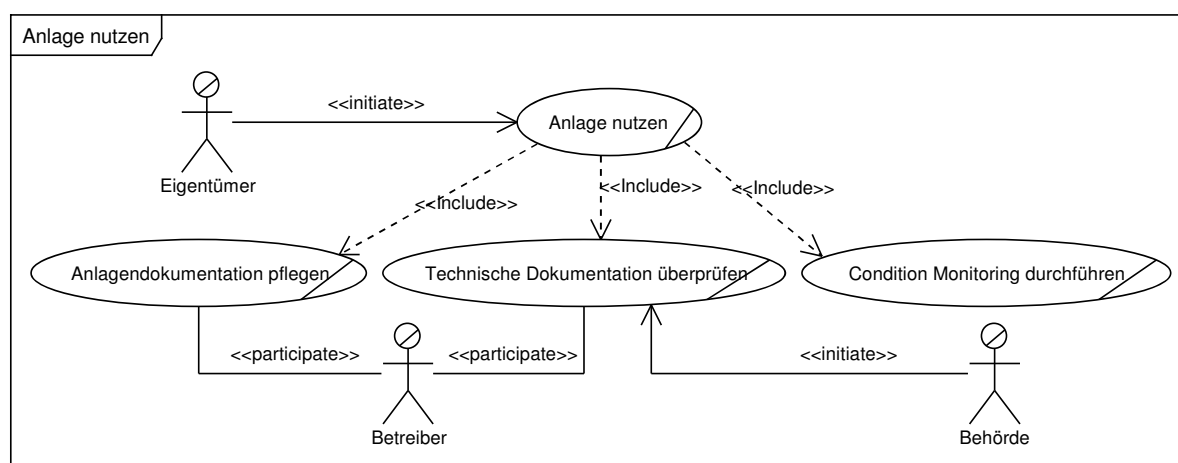 Anlage nutzen
<<initiate>>
Anlage nutzen
Eigentümer
<<Include>>
<<Include>>
<<Include>>
Anlagendokumentation pflegen
Technische Dokumentation überprüfen
Condition Monitoring durchführen
<<participate>>
<<participate>>
<<initiate>>
Betreiber
Behörde